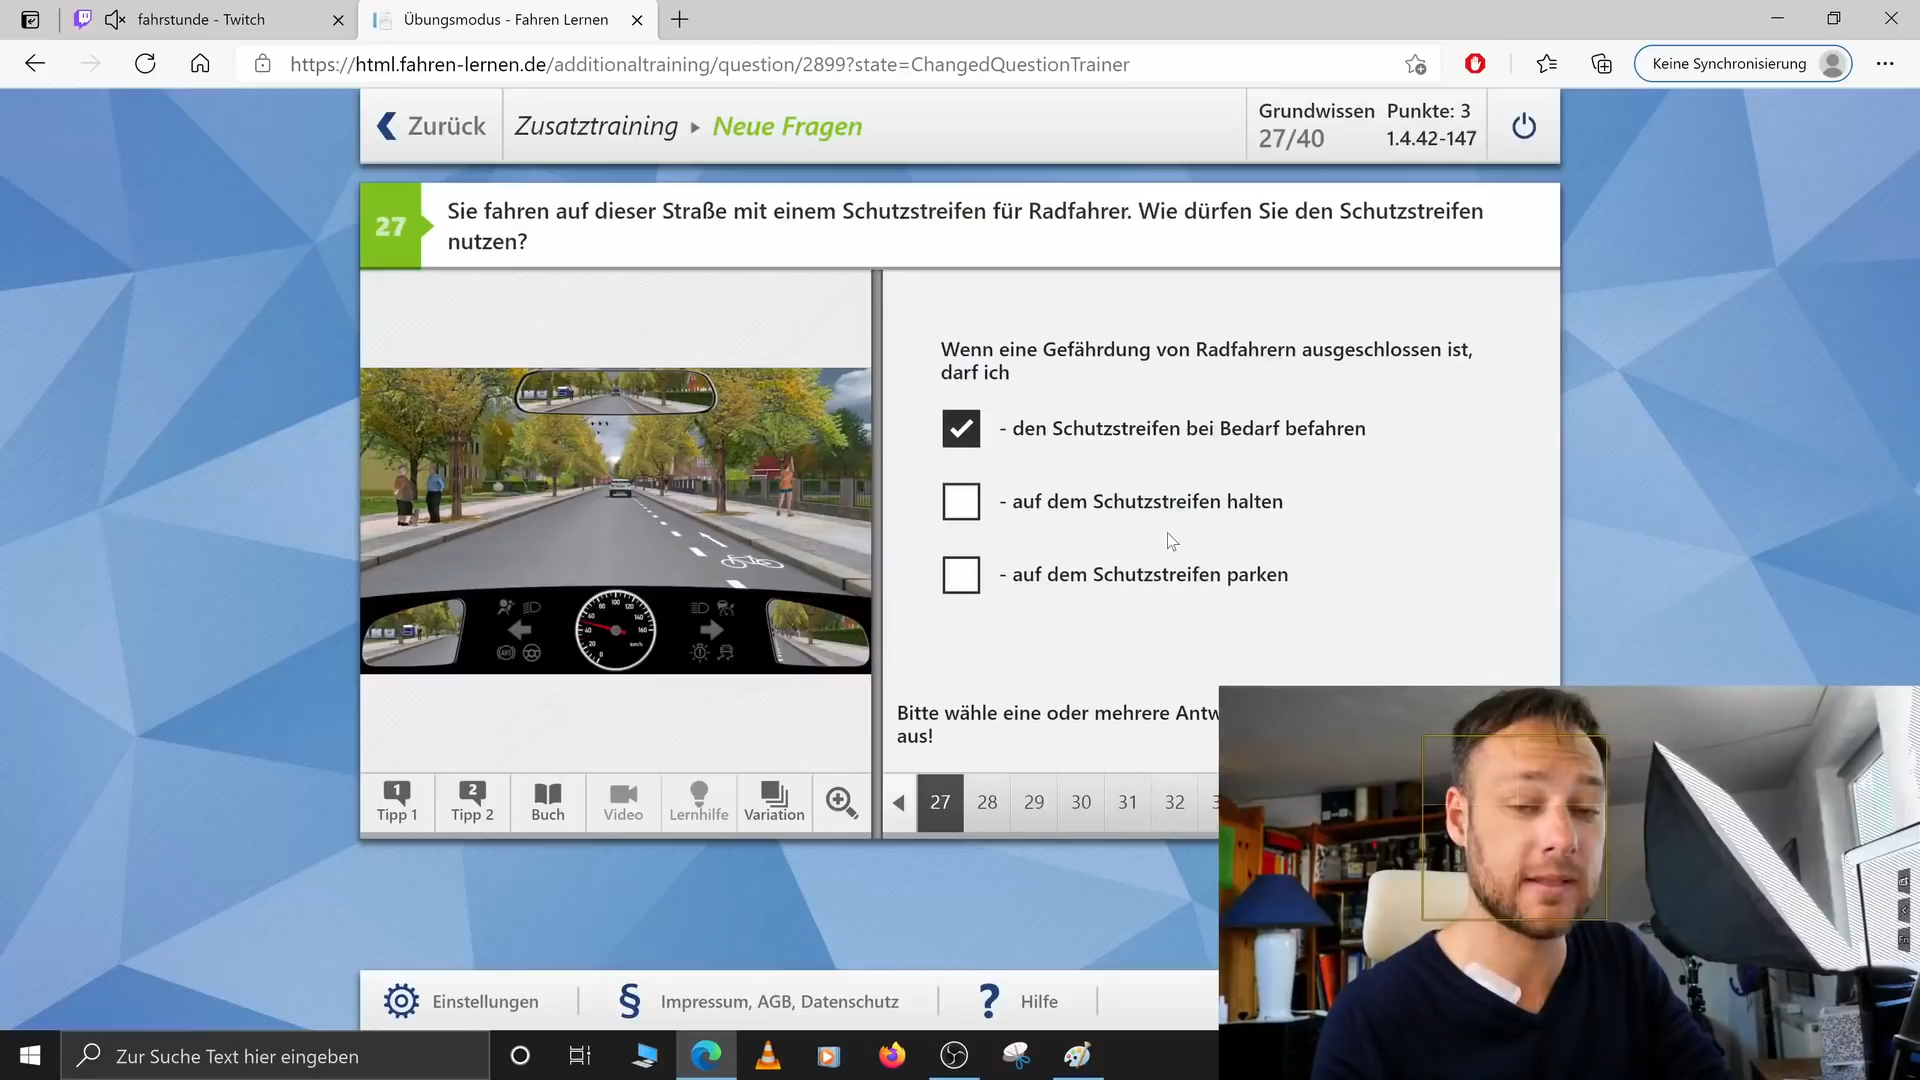 fahrstunde - Twitch
Übungsmodus - Fahren Lernen
https://html.fahren-lernen.de/additionaltraining/question/2899?state=ChangedQuestionTrainer
Keine Synchronisierung
Zurück
Zusatztraining ▸ Neue Fragen
Grundwissen Punkte: 3
27/40 1.4.42-147
27
Sie fahren auf dieser Straße mit einem Schutzstreifen für Radfahrer. Wie dürfen Sie den Schutzstreifen
nutzen?
Wenn eine Gefährdung von Radfahrern ausgeschlossen ist,
darf ich
- den Schutzstreifen bei Bedarf befahren
- auf dem Schutzstreifen halten
- auf dem Schutzstreifen parken
Bitte wähle eine oder mehrere Antw
aus!
Tipp 1
Tipp 2
Buch
Video
Lernhilfe
Variation
27 28 29 30 31 32
Einstellungen
§ Impressum, AGB, Datenschutz
? Hilfe
Zur Suche Text hier eingeben